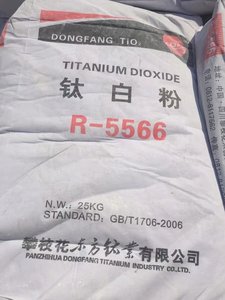 DONGFANG TiO₂
TITANIUM DIOXIDE
钛白粉
R-5566
N.W.: 25KG
STANDARD: GB/T1706-2006
攀枝花东方钛业有限公司
PANZHIHUA DONGFANG TITANIUM INDUSTRY CO.,LTD.